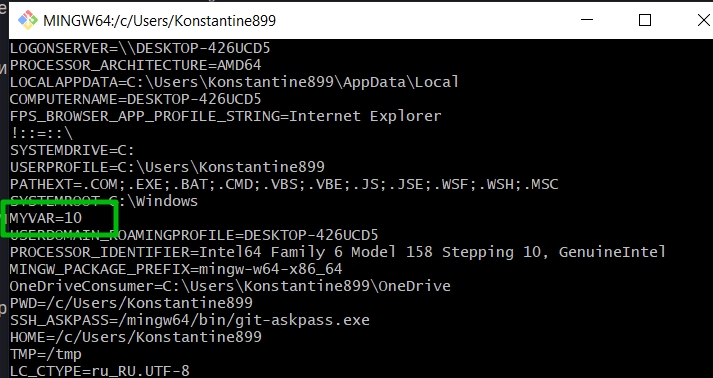 MINGW64:/c/Users/Konstantine899
LOGONSERVER=\\DESKTOP-426UCD5
PROCESSOR_ARCHITECTURE=AMD64
LOCALAPPDATA=C:\Users\Konstantine899\AppData\Local
COMPUTERNAME=DESKTOP-426UCD5
FPS_BROWSER_APP_PROFILE_STRING=Internet Explorer
!::=::\
SYSTEMDRIVE=C:
USERPROFILE=C:\Users\Konstantine899
PATHEXT=.COM;.EXE;.BAT;.CMD;.VBS;.VBE;.JS;.JSE;.WSF;.WSH;.MSC
SYSTEMROOT=C:\Windows
MYVAR=10
USERDOMAIN_ROAMINGPROFILE=DESKTOP-426UCD5
PROCESSOR_IDENTIFIER=Intel64 Family 6 Model 158 Stepping 10, GenuineIntel
MINGW_PACKAGE_PREFIX=mingw-w64-x86_64
OneDriveConsumer=C:\Users\Konstantine899\OneDrive
PWD=/c/Users/Konstantine899
SSH_ASKPASS=/mingw64/bin/git-askpass.exe
HOME=/c/Users/Konstantine899
TMP=/tmp
LC_CTYPE=ru_RU.UTF-8